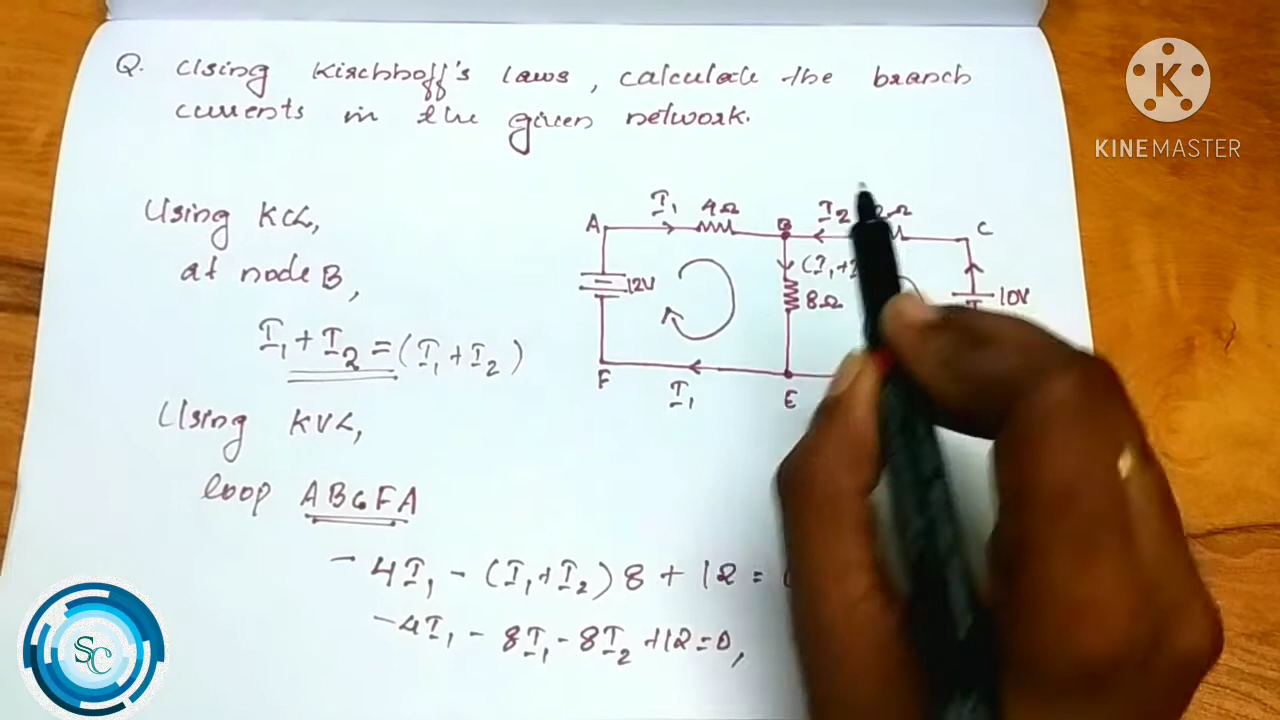 Q. Using Kirchhoff's laws, calculate the branch
currents in the given network.
K
KINEMASTER
Using KCL,
at node B,
I₁ + I₂ = (I₁ + I₂)
Using KVL,
loop ABEFA
- 4I₁ - (I₁+I₂) 8 + 12 =
-4I₁ - 8I₁ - 8I₂ +12=0,
A I₁ 4Ω B I₂ C
12V 8Ω 10V
F I₁ E
SC